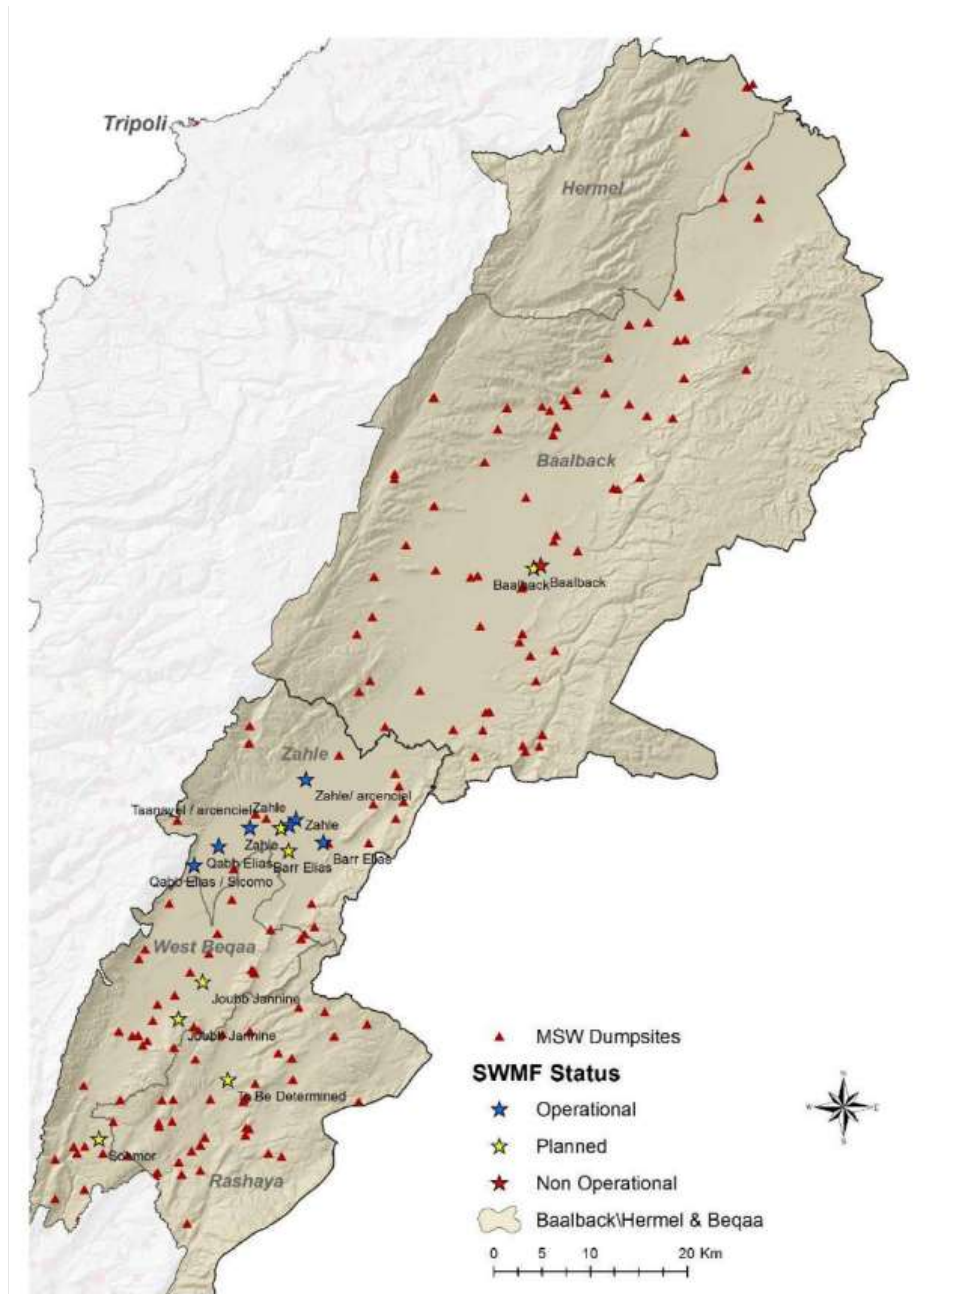 Tripoli
Hermel
Baalback
Baalback
Baalback
Zahle
Zahle/ arcenciel
Taanayel / arcenciel
Zahle
Zahle
Zahle
Qabb Elias
Barr Elias
Barr Elias
Qabb Elias / Sicomo
West Beqaa
Joubb Jannine
Joubb Jannine
To Be Determined
Sohmor
Rashaya
MSW Dumpsites
SWMF Status
Operational
Planned
Non Operational
Baalback\Hermel & Beqaa
0 5 10 20 Km
N
W E
S